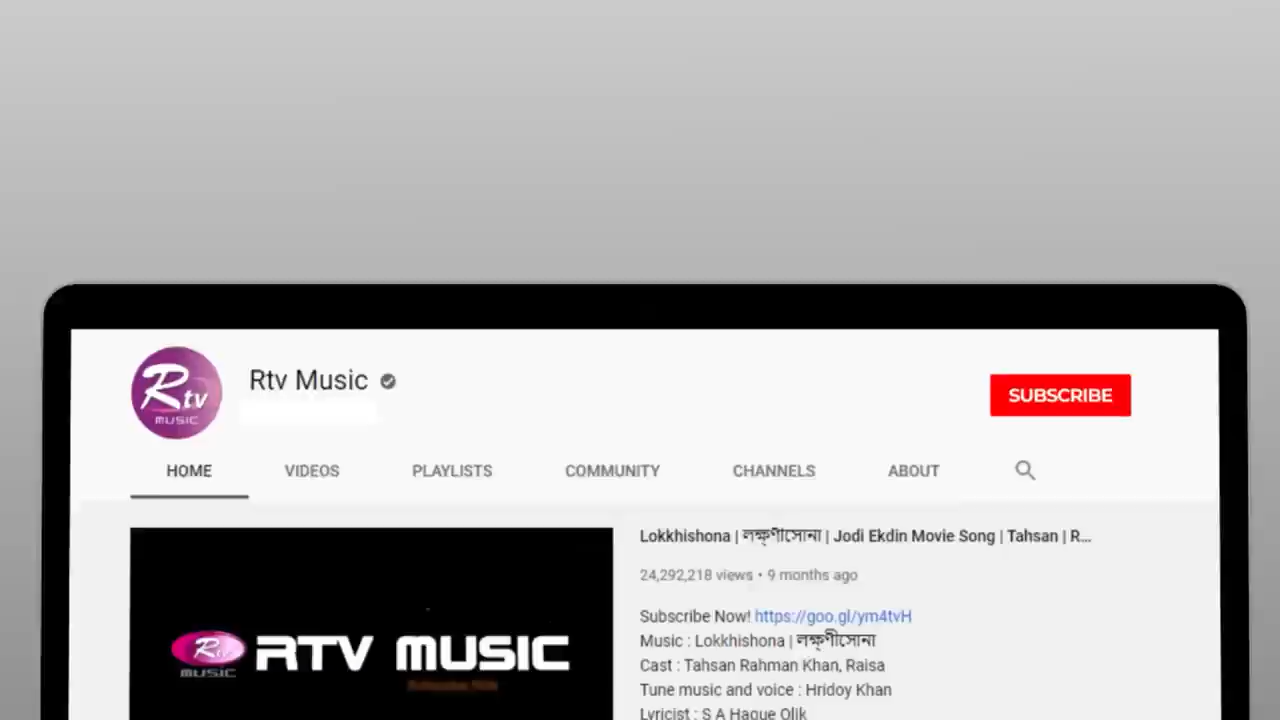 Rtv Music
Rtv
MUSIC
SUBSCRIBE
HOME VIDEOS PLAYLISTS COMMUNITY CHANNELS ABOUT
Lokkhishona | লক্ষ্ণীসোনা | Jodi Ekdin Movie Song | Tahsan | R...
24,292,218 views • 9 months ago
Subscribe Now! https://goo.gl/ym4tvH
Music : Lokkhishona | লক্ষ্ণীসোনা
Cast : Tahsan Rahman Khan, Raisa
Tune music and voice : Hridoy Khan
Lyricist : S A Haque Olik
Rtv
MUSIC
RTV MUSIC